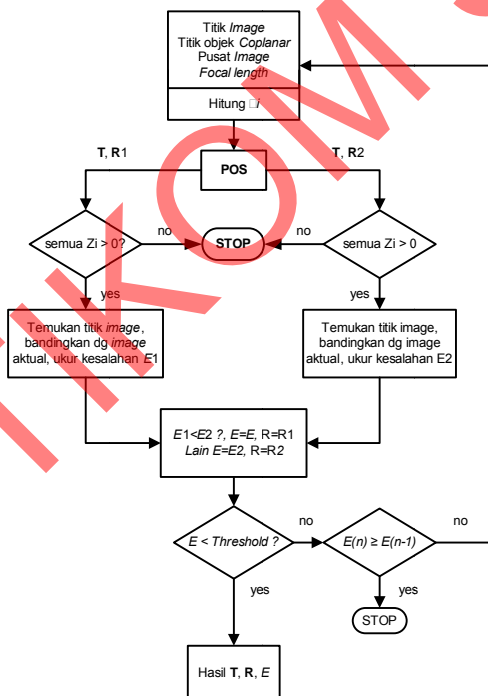 Titik Image
Titik objek Coplanar
Pusat Image
Focal length
Hitung □i
T, R1
T, R2
POS
semua Zi > 0?
no
STOP
no
semua Zi > 0
yes
yes
Temukan titik image,
bandingkan dg image
aktual, ukur kesalahan E1
Temukan titik image,
bandingkan dg image
aktual, ukur kesalahan E2
E1<E2 ?, E=E, R=R1
Lain E=E2, R=R2
E < Threshold ?
no
E(n) ≥ E(n-1)
no
yes
yes
STOP
Hasil T, R, E
TIKOM S